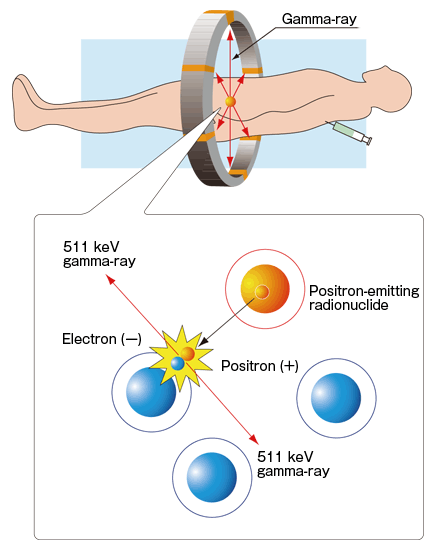 Gamma-ray
511 keV
gamma-ray
Positron-emitting
radionuclide
Electron (−)
Positron (+)
511 keV
gamma-ray